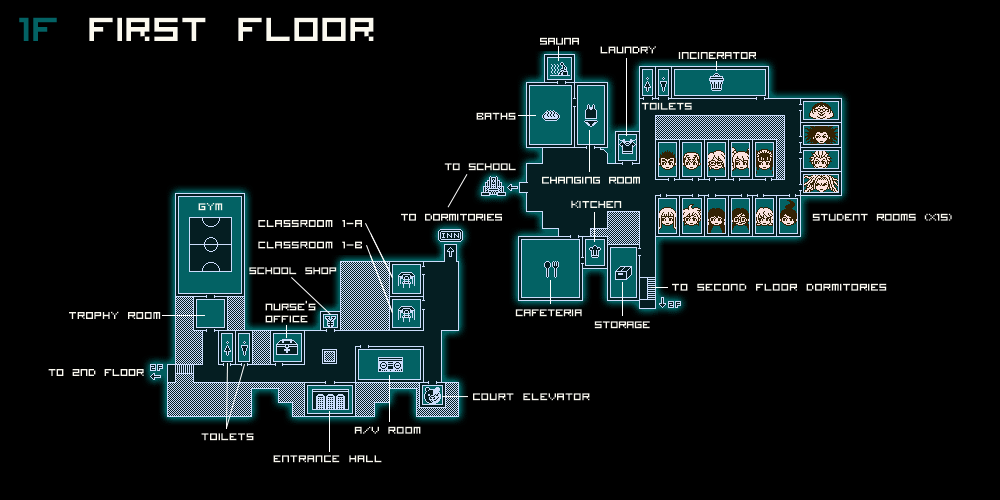 1F FIRST FLOOR
SAUNA
LAUNDRY
INCINERATOR
TOILETS
BATHS
TO SCHOOL
CHANGING ROOM
KITCHEN
TO DORMITORIES
INN
STUDENT ROOMS (X15)
GYM
CLASSROOM 1-A
CLASSROOM 1-B
SCHOOL SHOP
NURSE'S
OFFICE
TROPHY ROOM
TO SECOND FLOOR DORMITORIES
2F
CAFETERIA
STORAGE
TO 2ND FLOOR
2F
COURT ELEVATOR
A/V ROOM
TOILETS
ENTRANCE HALL